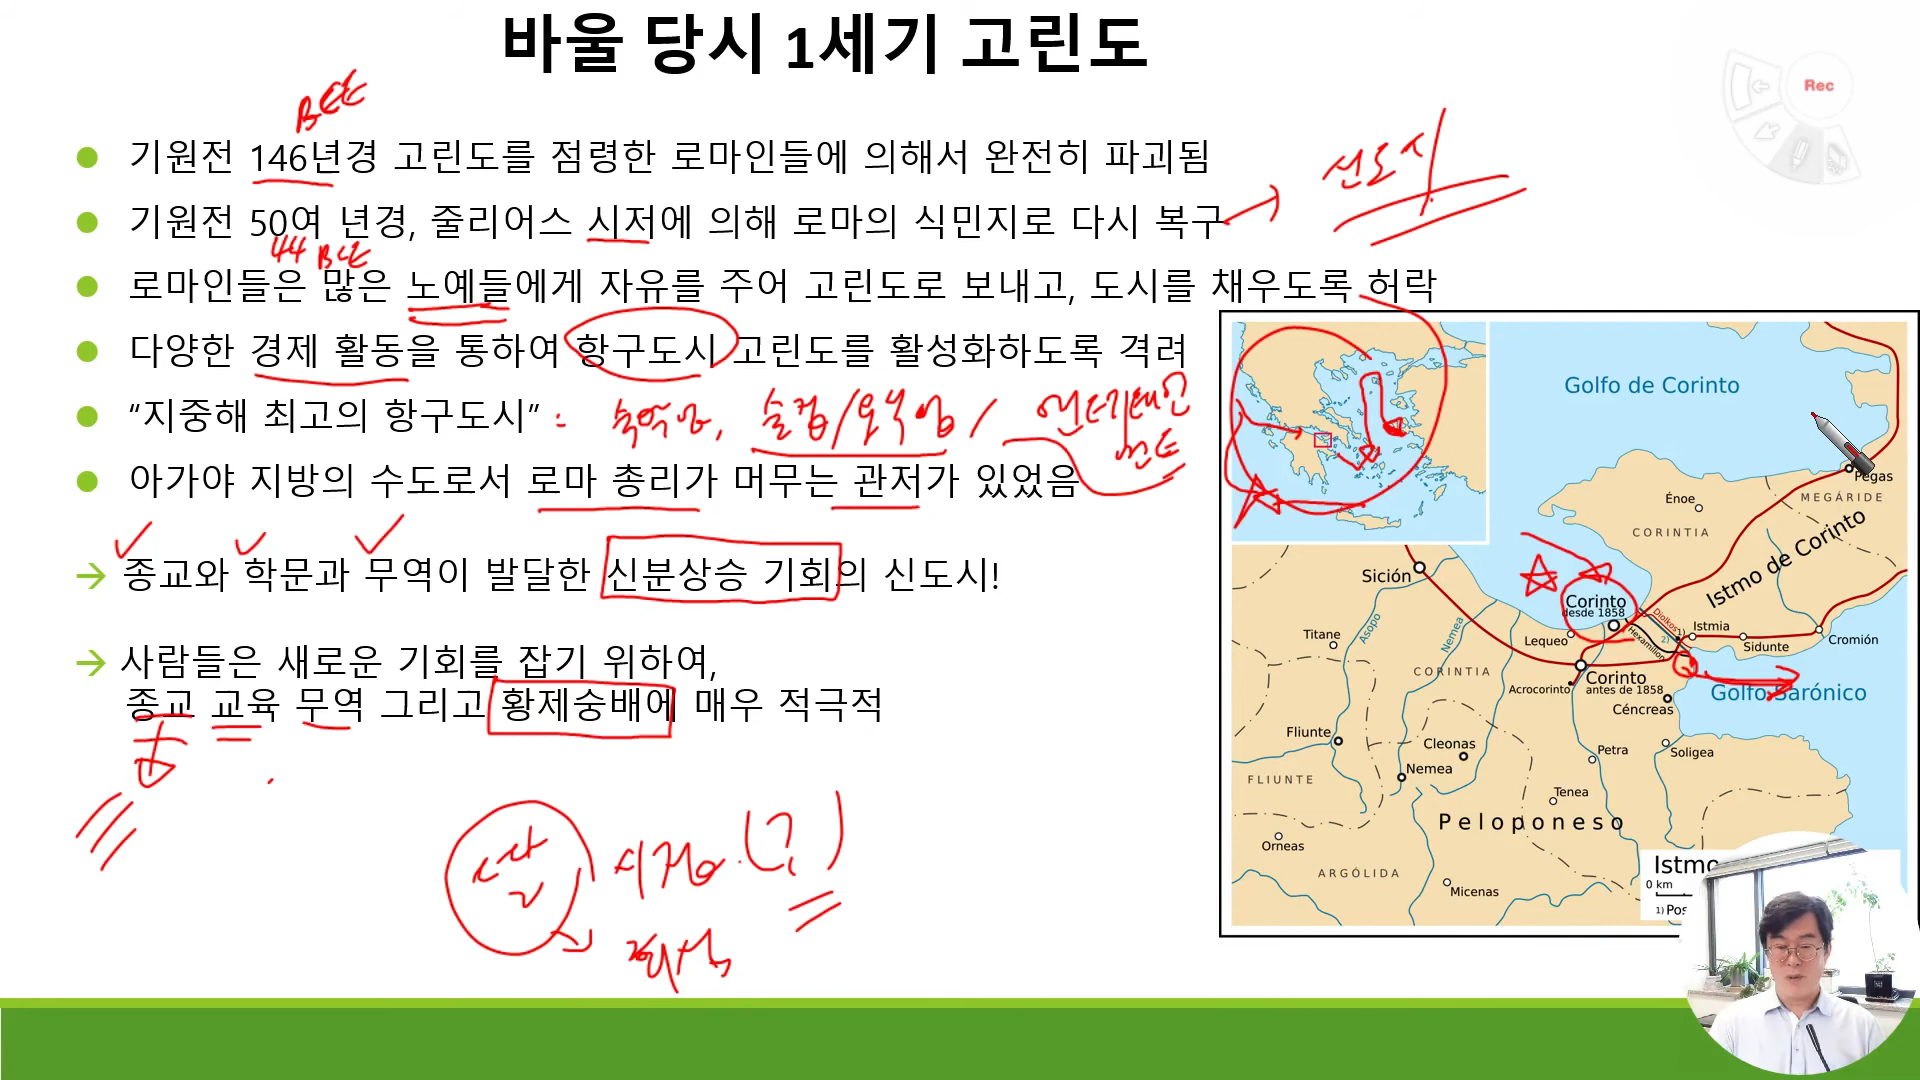 바울 당시 1세기 고린도
Rec
BCE
기원전 146년경 고린도를 점령한 로마인들에 의해서 완전히 파괴됨
선도시
기원전 50여 년경, 줄리어스 시저에 의해 로마의 식민지로 다시 복구
44 BCE
로마인들은 많은 노예들에게 자유를 주어 고린도로 보내고, 도시를 채우도록 허락
다양한 경제 활동을 통하여 항구도시 고린도를 활성화하도록 격려
“지중해 최고의 항구도시” :
아가야 지방의 수도로서 로마 총리가 머무는 관저가 있었음
→ 종교와 학문과 무역이 발달한 신분상승 기회의 신도시!
→ 사람들은 새로운 기회를 잡기 위하여,
종교 교육 무역 그리고 황제숭배에 매우 적극적
시장 (?)
Golfo de Corinto
Pegas
MEGÁRIDE
Énoe
CORINTIA
Istmo de Corinto
Sición
Corinto
desde 1858
Diolkos
1)
2)
Hexamilion
Istmia
Sidunte
Cromión
Lequeo
Titane
Asopo
Nemea
CORINTIA
Acrocorinto
Corinto
antes de 1858
Golfo Sarónico
Céncreas
Fliunte
Cleonas
Nemea
Petra
Soligea
FLIUNTE
Tenea
Peloponeso
Orneas
ARGÓLIDA
Micenas
Istmo
0 km
1) Pos